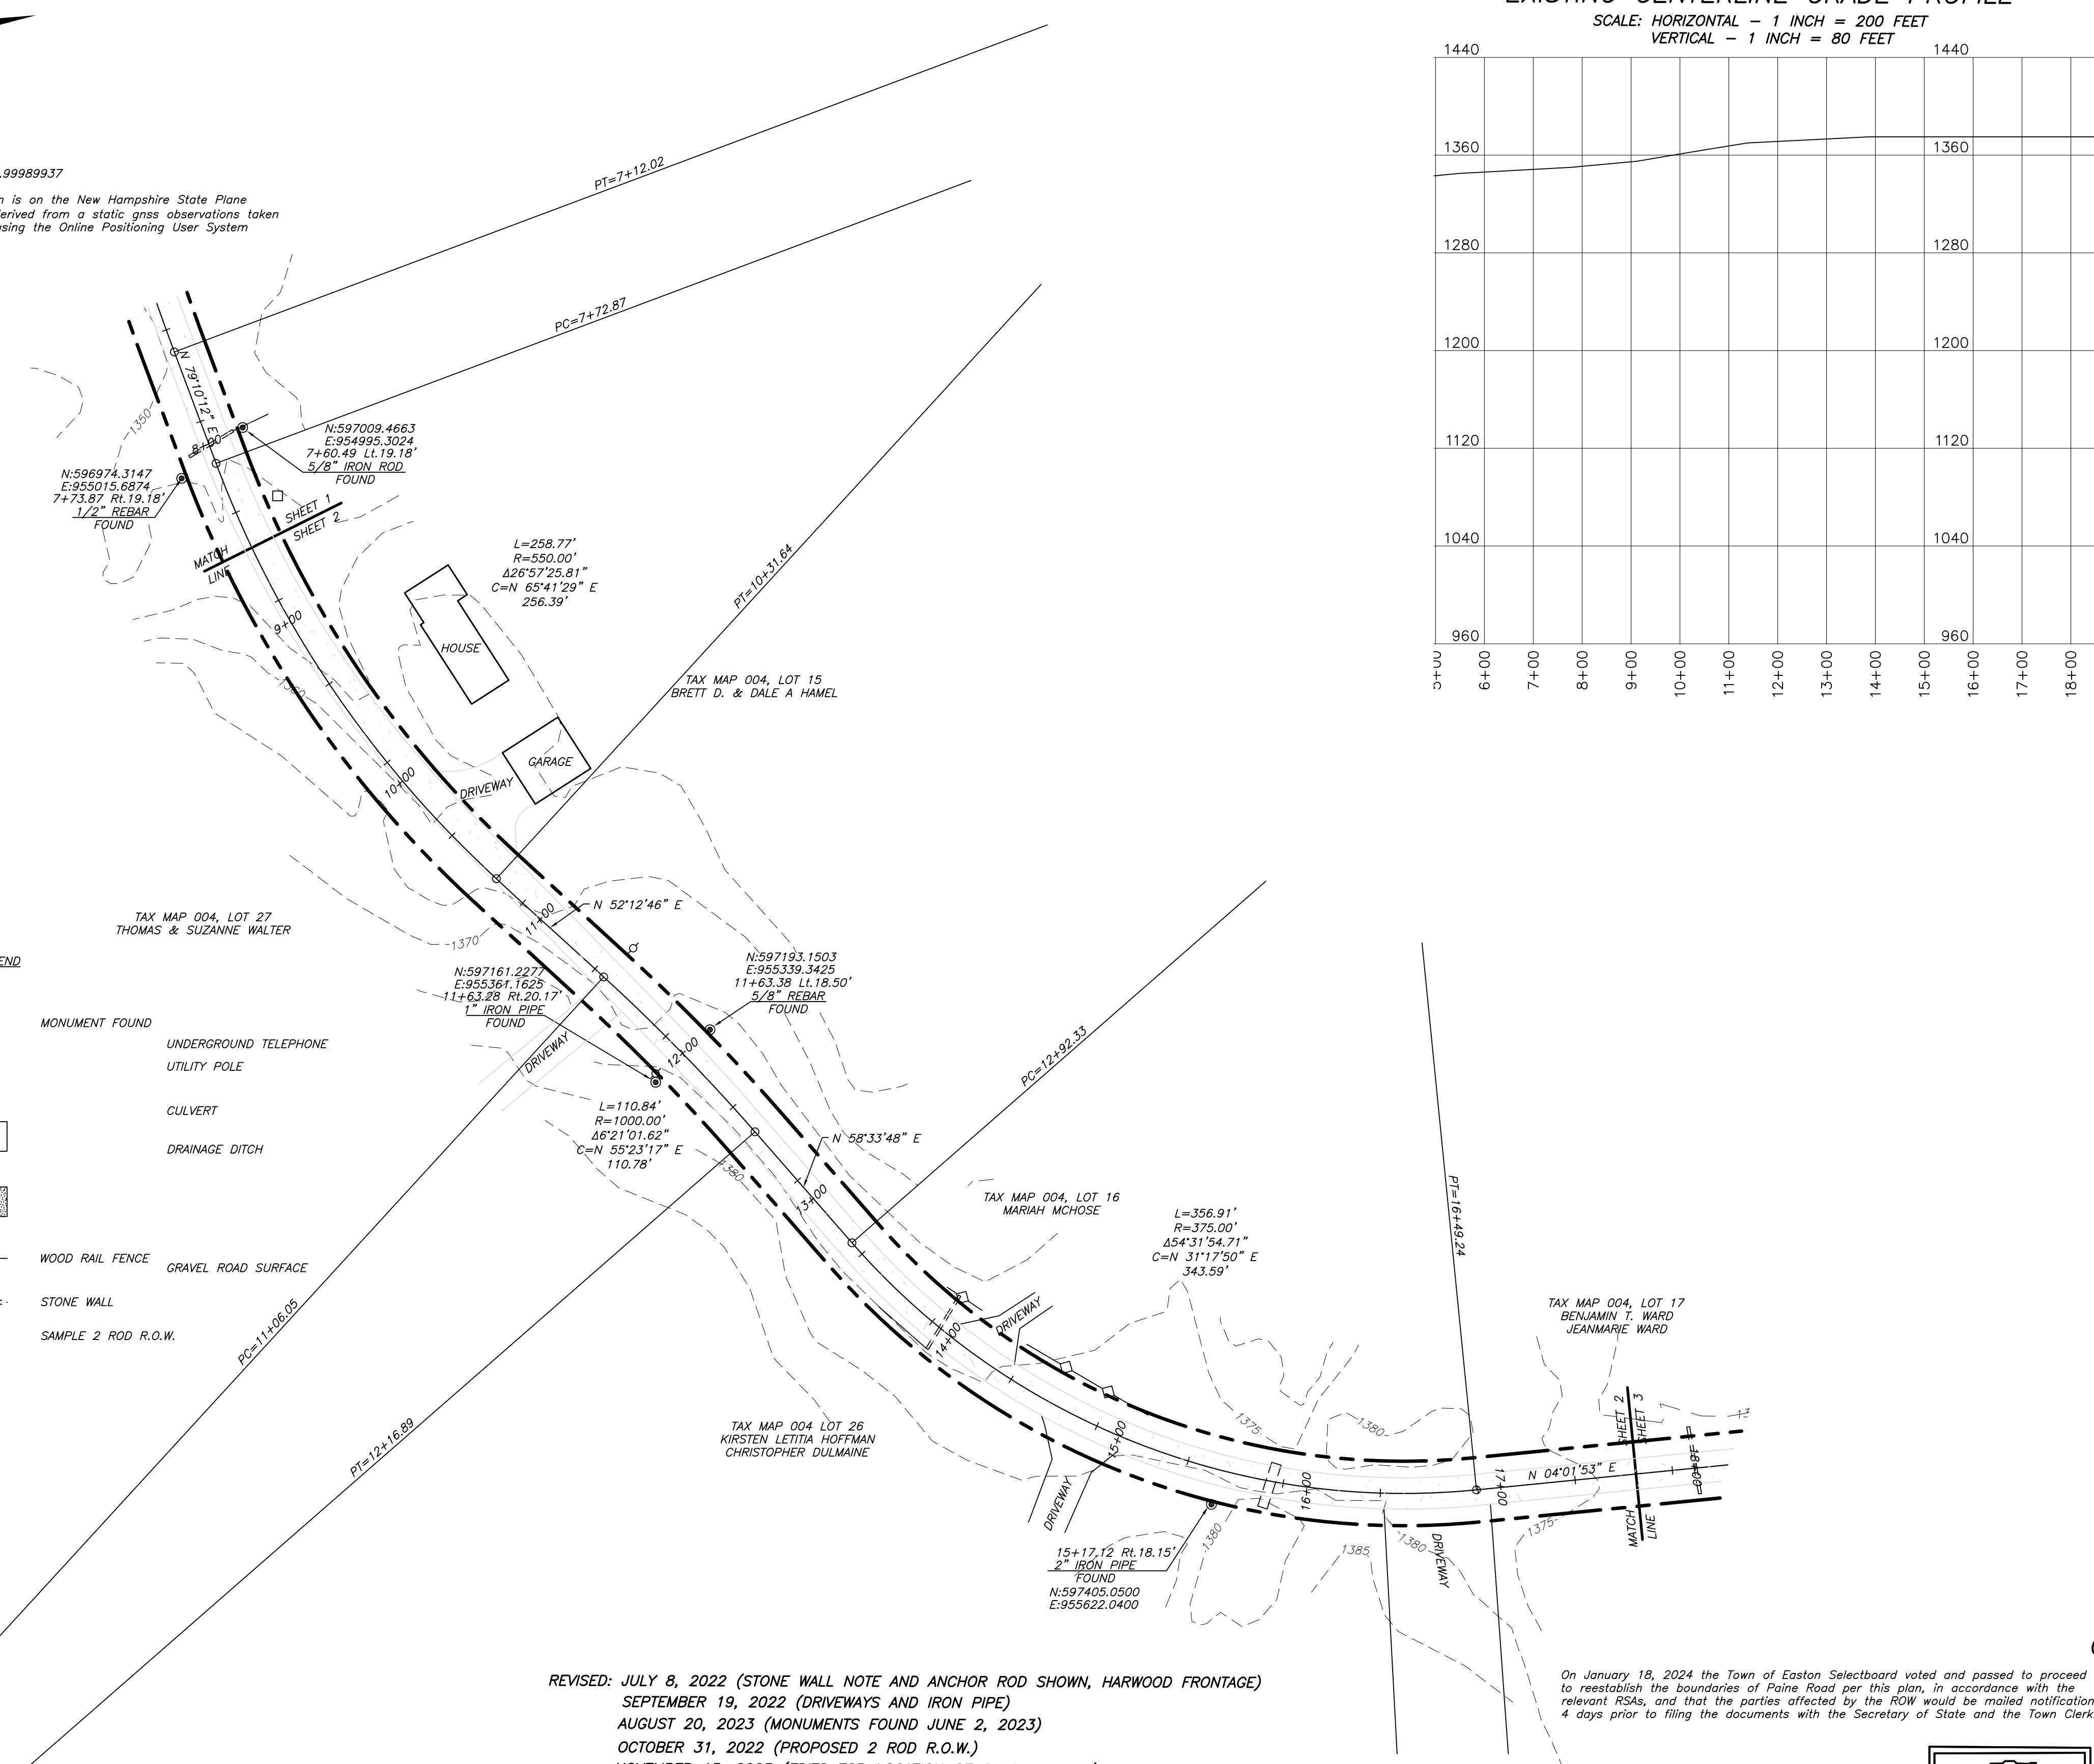 EXISTING CENTERLINE GRADE PROFILE
SCALE: HORIZONTAL – 1 INCH = 200 FEET
VERTICAL – 1 INCH = 80 FEET
1440 1440
1360 1360
1280 1280
1200 1200
1120 1120
1040 1040
960 960
5+00 6+00 7+00 8+00 9+00 10+00 11+00 12+00 13+00 14+00 15+00 16+00 17+00 18+00
.99989937
is on the New Hampshire State Plane
derived from a static gnss observations taken
using the Online Positioning User System
PT=7+12.02
PC=7+72.87
N 79°10'12" E
1350
8+00
N:597009.4663
E:954995.3024
7+60.49 Lt.19.18'
5/8" IRON ROD
FOUND
N:596974.3147
E:955015.6874
7+73.87 Rt.19.18'
1/2" REBAR
FOUND
SHEET 1
SHEET 2
MATCH
LINE
9+00
L=258.77'
R=550.00'
Δ26°57'25.81"
C=N 65°41'29" E
256.39'
PT=10+31.64
HOUSE
1360
TAX MAP 004, LOT 15
BRETT D. & DALE A HAMEL
GARAGE
DRIVEWAY
10+00
TAX MAP 004, LOT 27
THOMAS & SUZANNE WALTER
N 52°12'46" E
11+00
1370
END
N:597161.2277
E:955361.1625
11+63.28 Rt.20.17'
1" IRON PIPE
FOUND
N:597193.1503
E:955339.3425
11+63.38 Lt.18.50'
5/8" REBAR
FOUND
MONUMENT FOUND
UNDERGROUND TELEPHONE
UTILITY POLE
CULVERT
DRAINAGE DITCH
WOOD RAIL FENCE
GRAVEL ROAD SURFACE
STONE WALL
SAMPLE 2 ROD R.O.W.
DRIVEWAY
12+00
PC=12+92.33
L=110.84'
R=1000.00'
Δ6°21'01.62"
C=N 55°23'17" E
110.78'
N 58°33'48" E
1380
13+00
PC=11+06.05
PT=12+16.89
TAX MAP 004, LOT 16
MARIAH MCHOSE
L=356.91'
R=375.00'
Δ54°31'54.71"
C=N 31°17'50" E
343.59'
PT=16+49.24
14+00
DRIVEWAY
TAX MAP 004, LOT 17
BENJAMIN T. WARD
JEANMARIE WARD
TAX MAP 004 LOT 26
KIRSTEN LETITIA HOFFMAN
CHRISTOPHER DULMAINE
15+00
1375
1380
SHEET 2
SHEET 3
DRIVEWAY
16+00
17+00
N 04°01'53" E
18+00
15+17.12 Rt.18.15'
2" IRON PIPE
FOUND
N:597405.0500
E:955622.0400
1380
1385
1380
DRIVEWAY
1375
MATCH
LINE
REVISED: JULY 8, 2022 (STONE WALL NOTE AND ANCHOR ROD SHOWN, HARWOOD FRONTAGE)
SEPTEMBER 19, 2022 (DRIVEWAYS AND IRON PIPE)
AUGUST 20, 2023 (MONUMENTS FOUND JUNE 2, 2023)
OCTOBER 31, 2022 (PROPOSED 2 ROD R.O.W.)
On January 18, 2024 the Town of Easton Selectboard voted and passed to proceed
to reestablish the boundaries of Paine Road per this plan, in accordance with the
relevant RSAs, and that the parties affected by the ROW would be mailed notification
4 days prior to filing the documents with the Secretary of State and the Town Clerk